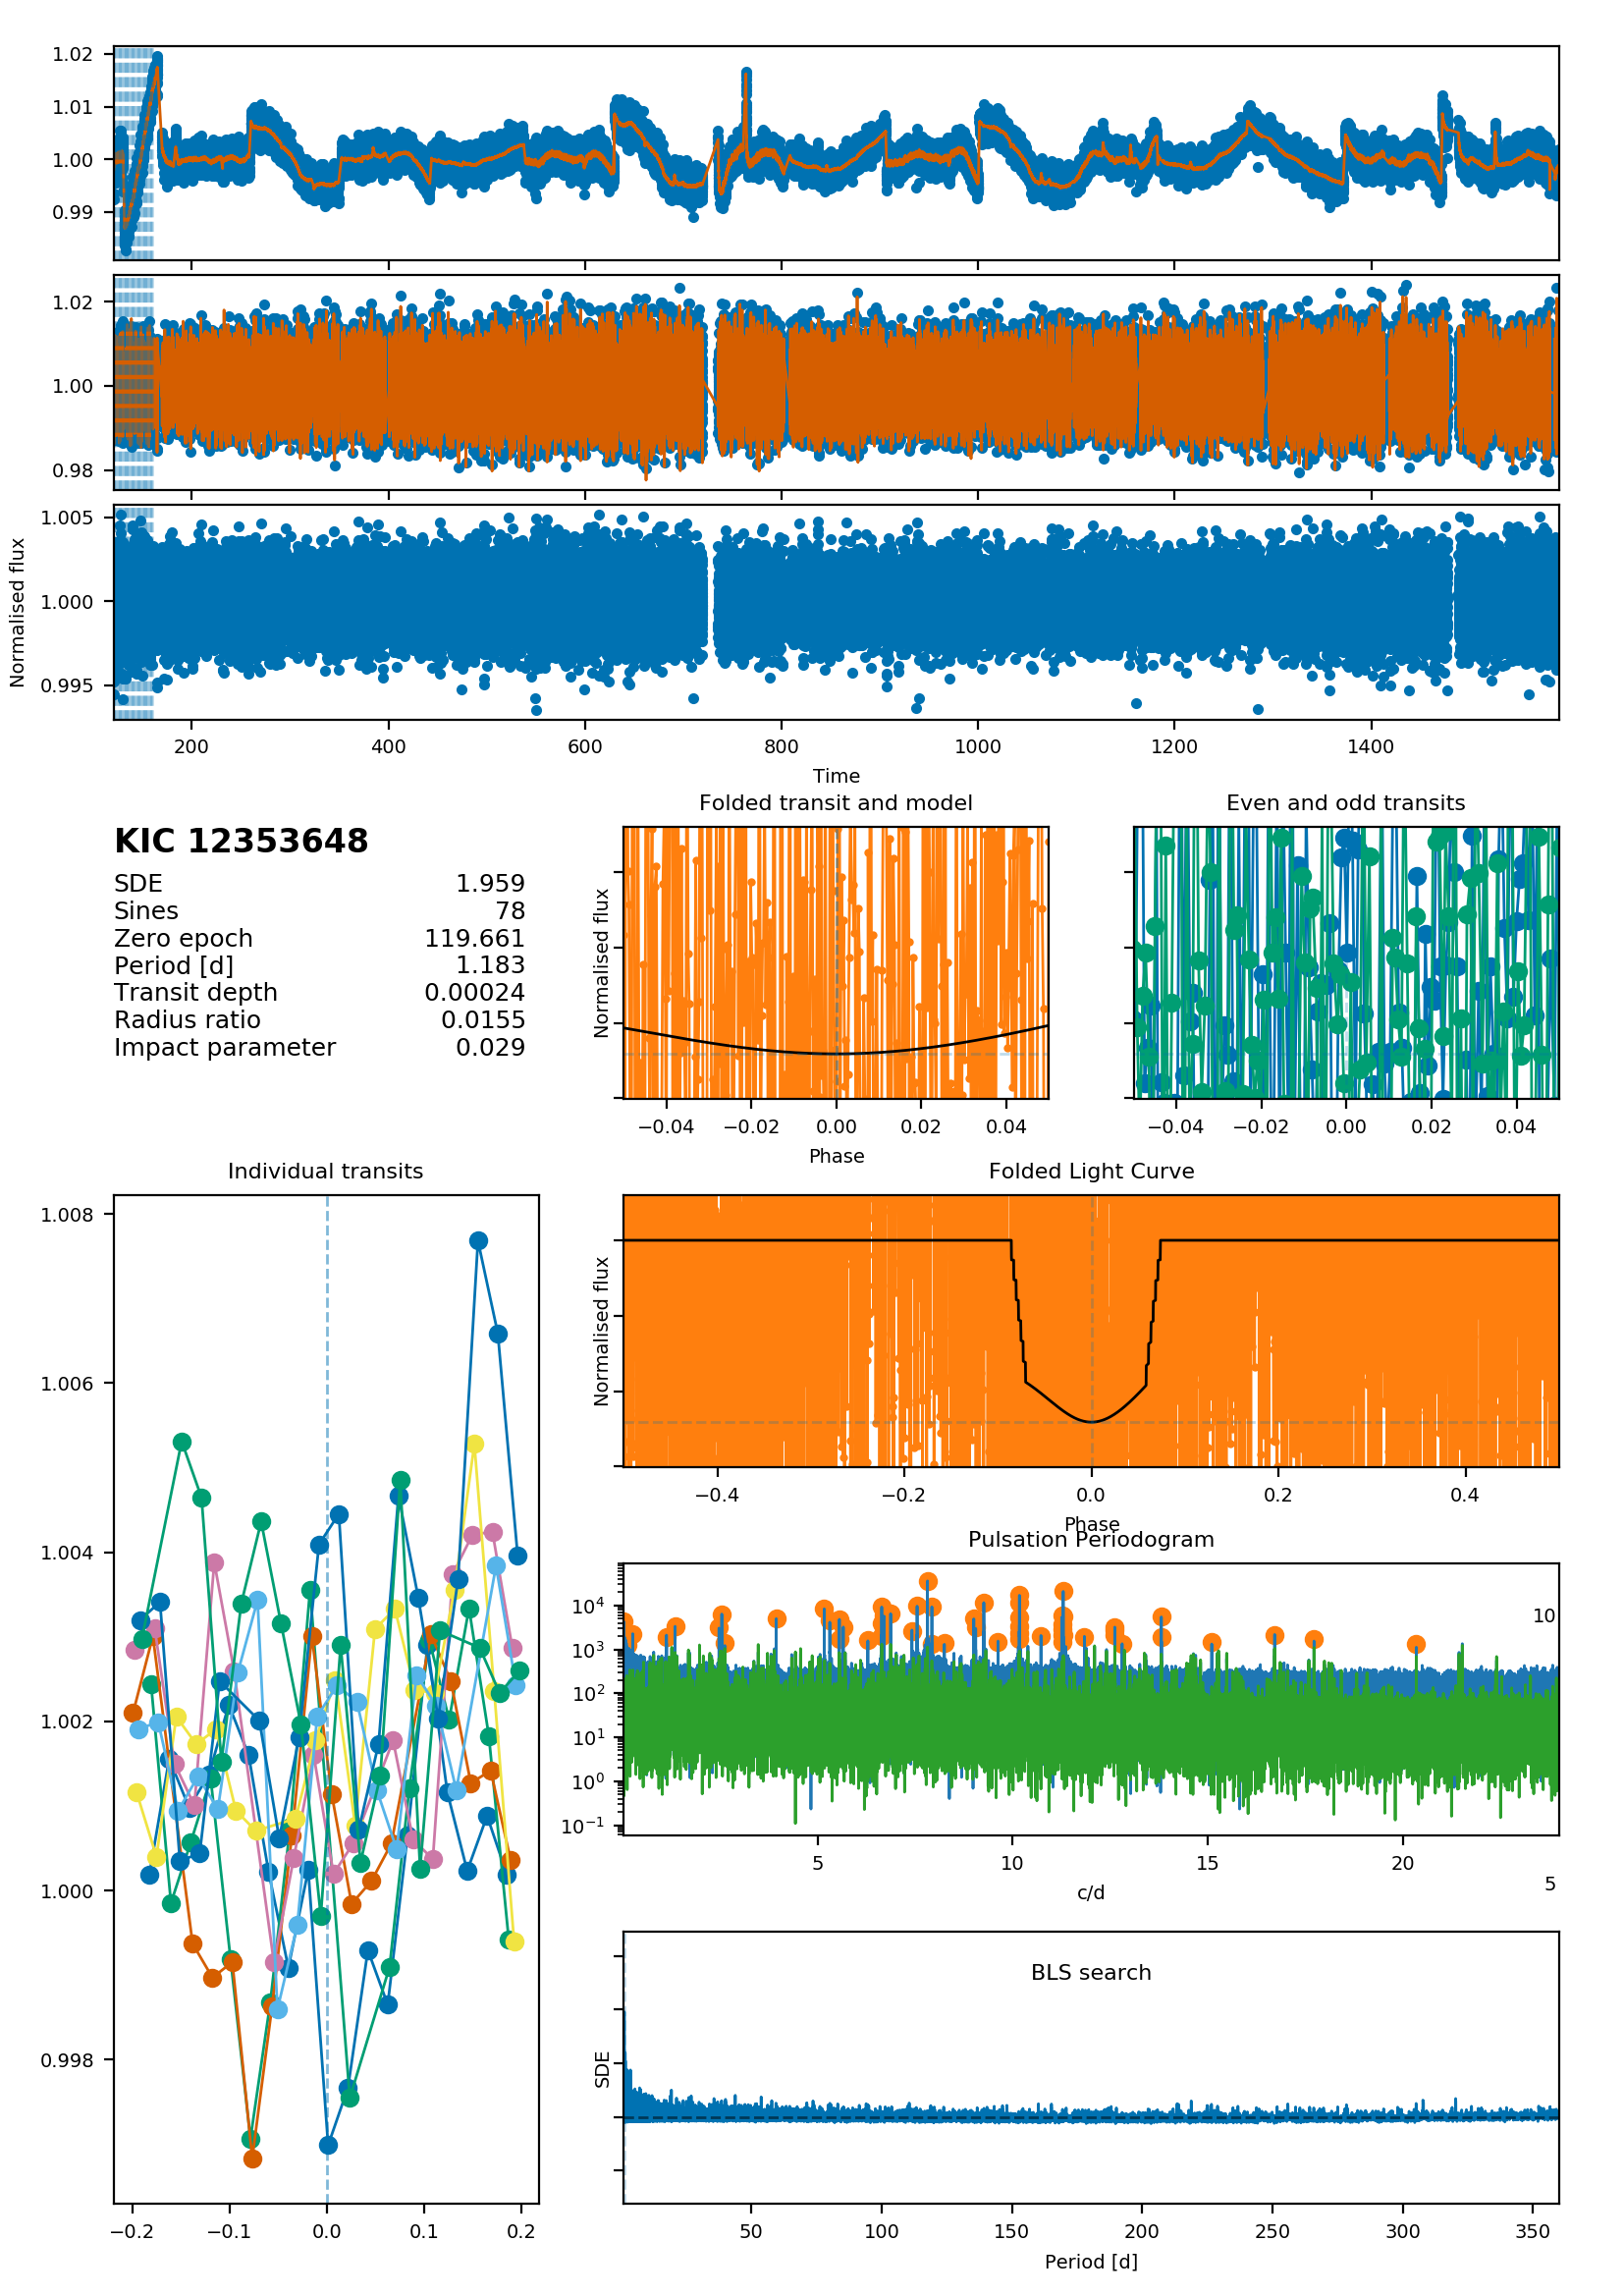 1.02
1.01
1.00
0.99
1.02
1.00
0.98
1.005
1.000
0.995
Normalised flux
200 400 600 800 1000 1200 1400
Time
KIC 12353648
SDE 1.959
Sines 78
Zero epoch 119.661
Period [d] 1.183
Transit depth 0.00024
Radius ratio 0.0155
Impact parameter 0.029
Folded transit and model
Normalised flux
−0.04 −0.02 0.00 0.02 0.04
Phase
Even and odd transits
−0.04 −0.02 0.00 0.02 0.04
Individual transits
1.008
1.006
1.004
1.002
1.000
0.998
−0.2 −0.1 0.0 0.1 0.2
Folded Light Curve
Normalised flux
−0.4 −0.2 0.0 0.2 0.4
Phase
Pulsation Periodogram
10⁴
10³
10²
10¹
10⁰
10⁻¹
10
5 10 15 20
c/d
5
BLS search
SDE
50 100 150 200 250 300 350
Period [d]